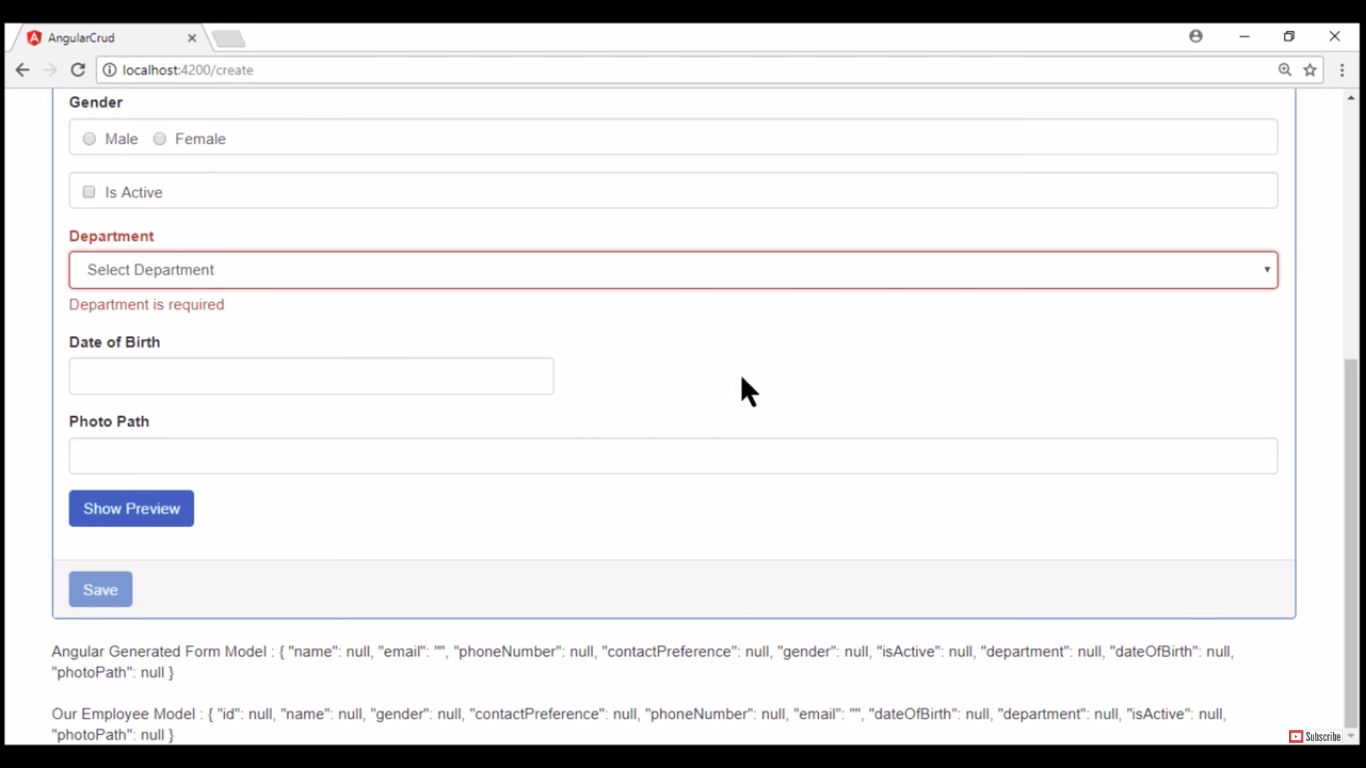 AngularCrud
localhost:4200/create
Gender
Male Female
Is Active
Department
Select Department
Department is required
Date of Birth
Photo Path
Show Preview
Save
Angular Generated Form Model : { "name": null, "email": "", "phoneNumber": null, "contactPreference": null, "gender": null, "isActive": null, "department": null, "dateOfBirth": null,
"photoPath": null }
Our Employee Model : { "id": null, "name": null, "gender": null, "contactPreference": null, "phoneNumber": null, "email": "", "dateOfBirth": null, "department": null, "isActive": null,
"photoPath": null }
Subscribe